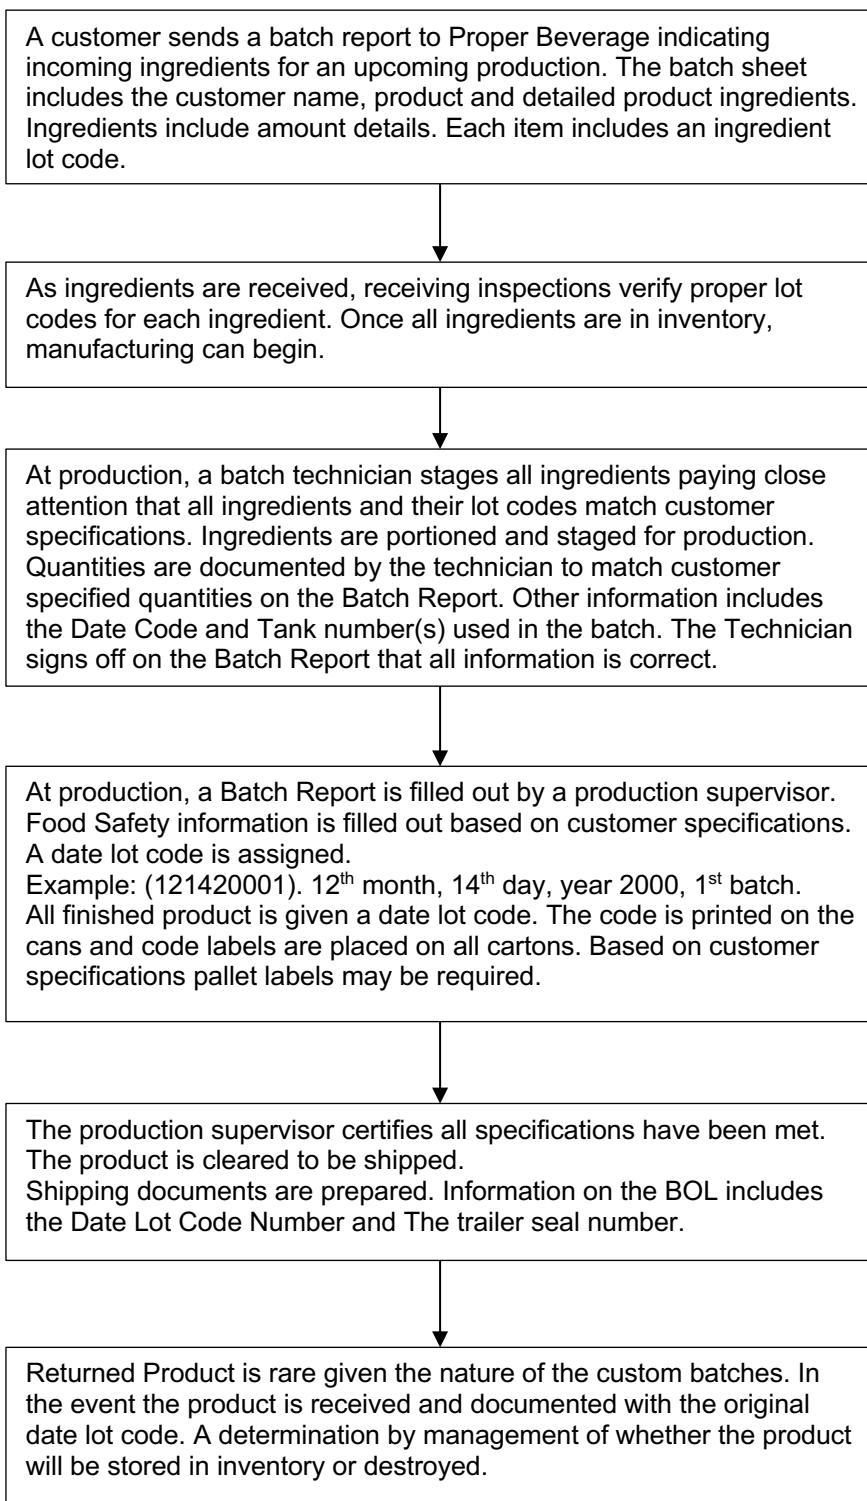 A customer sends a batch report to Proper Beverage indicating
incoming ingredients for an upcoming production. The batch sheet
includes the customer name, product and detailed product ingredients.
Ingredients include amount details. Each item includes an ingredient
lot code.
As ingredients are received, receiving inspections verify proper lot
codes for each ingredient. Once all ingredients are in inventory,
manufacturing can begin.
At production, a batch technician stages all ingredients paying close
attention that all ingredients and their lot codes match customer
specifications. Ingredients are portioned and staged for production.
Quantities are documented by the technician to match customer
specified quantities on the Batch Report. Other information includes
the Date Code and Tank number(s) used in the batch. The Technician
signs off on the Batch Report that all information is correct.
At production, a Batch Report is filled out by a production supervisor.
Food Safety information is filled out based on customer specifications.
A date lot code is assigned.
Example: (121420001). 12th month, 14th day, year 2000, 1st batch.
All finished product is given a date lot code. The code is printed on the
cans and code labels are placed on all cartons. Based on customer
specifications pallet labels may be required.
The production supervisor certifies all specifications have been met.
The product is cleared to be shipped.
Shipping documents are prepared. Information on the BOL includes
the Date Lot Code Number and The trailer seal number.
Returned Product is rare given the nature of the custom batches. In
the event the product is received and documented with the original
date lot code. A determination by management of whether the product
will be stored in inventory or destroyed.